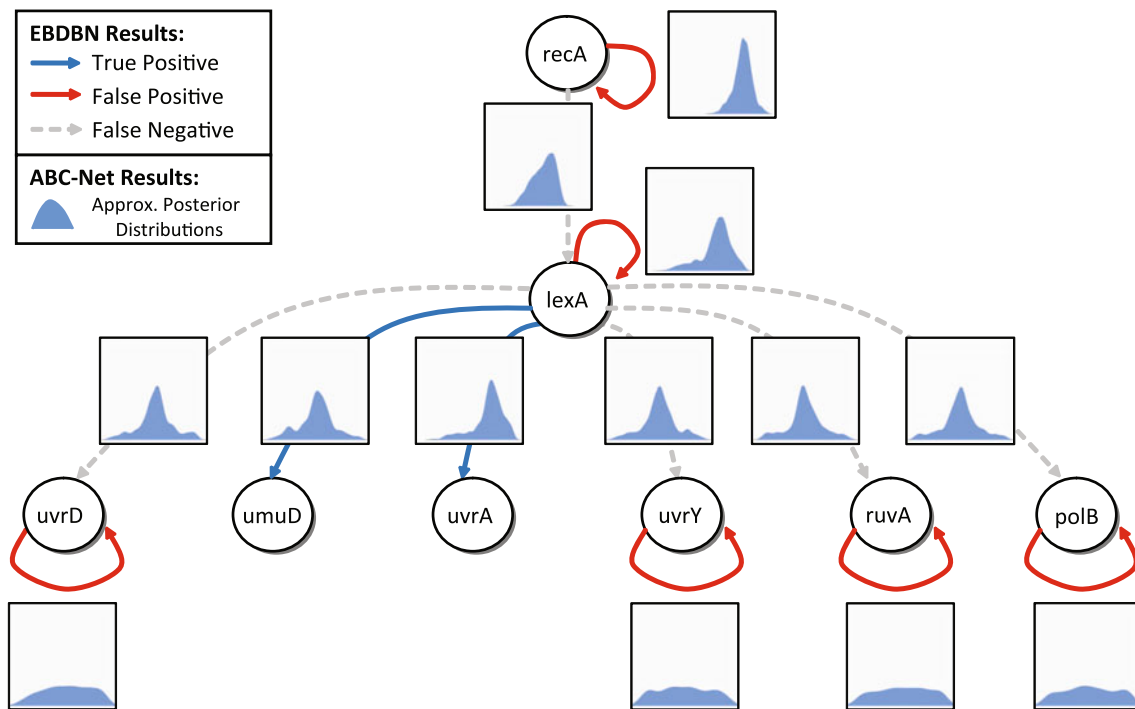 EBDBN Results:
True Positive
False Positive
False Negative
ABC-Net Results:
Approx. Posterior
Distributions
recA
lexA
uvrD
umuD
uvrA
uvrY
ruvA
polB